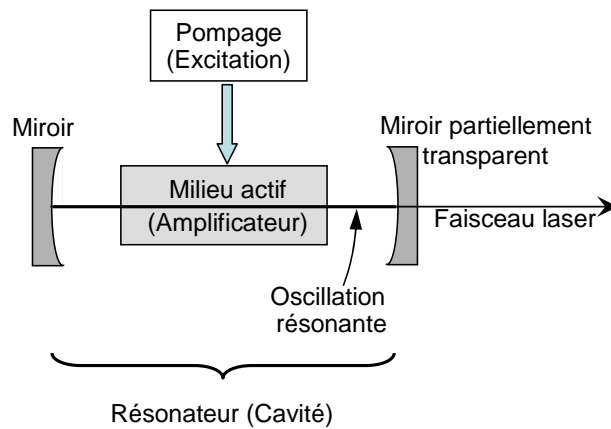 Pompage
(Excitation)
Miroir
Miroir partiellement
transparent
Milieu actif
(Amplificateur)
Faisceau laser
Oscillation
résonante
Résonateur (Cavité)